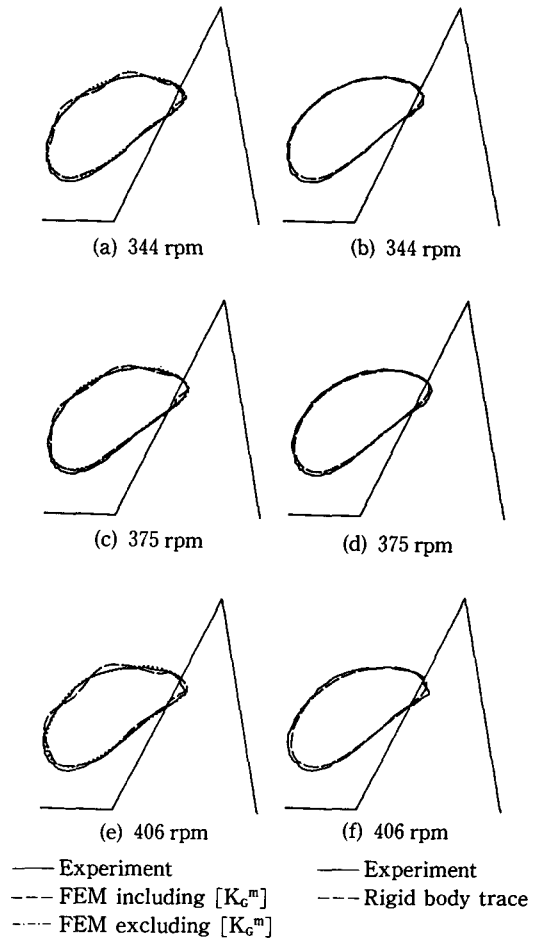 (a) 344 rpm
(b) 344 rpm
(c) 375 rpm
(d) 375 rpm
(e) 406 rpm
(f) 406 rpm
Experiment
FEM including [K_G^m]
FEM excluding [K_G^m]
Experiment
Rigid body trace